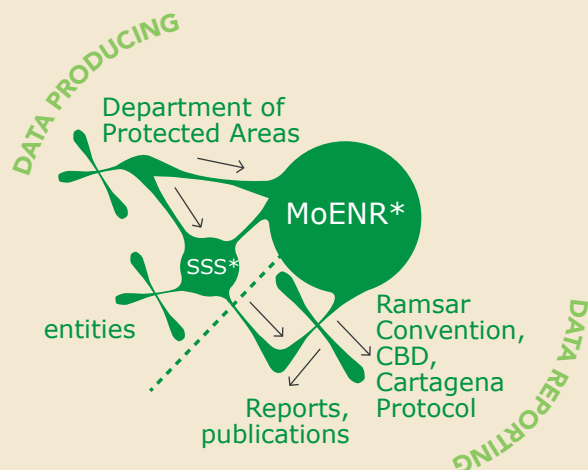 DATA PRODUCING
Department of
Protected Areas
MoENR*
SSS*
entities
Ramsar
Convention,
CBD,
Cartagena
Protocol
Reports,
publications
DATA REPORTING